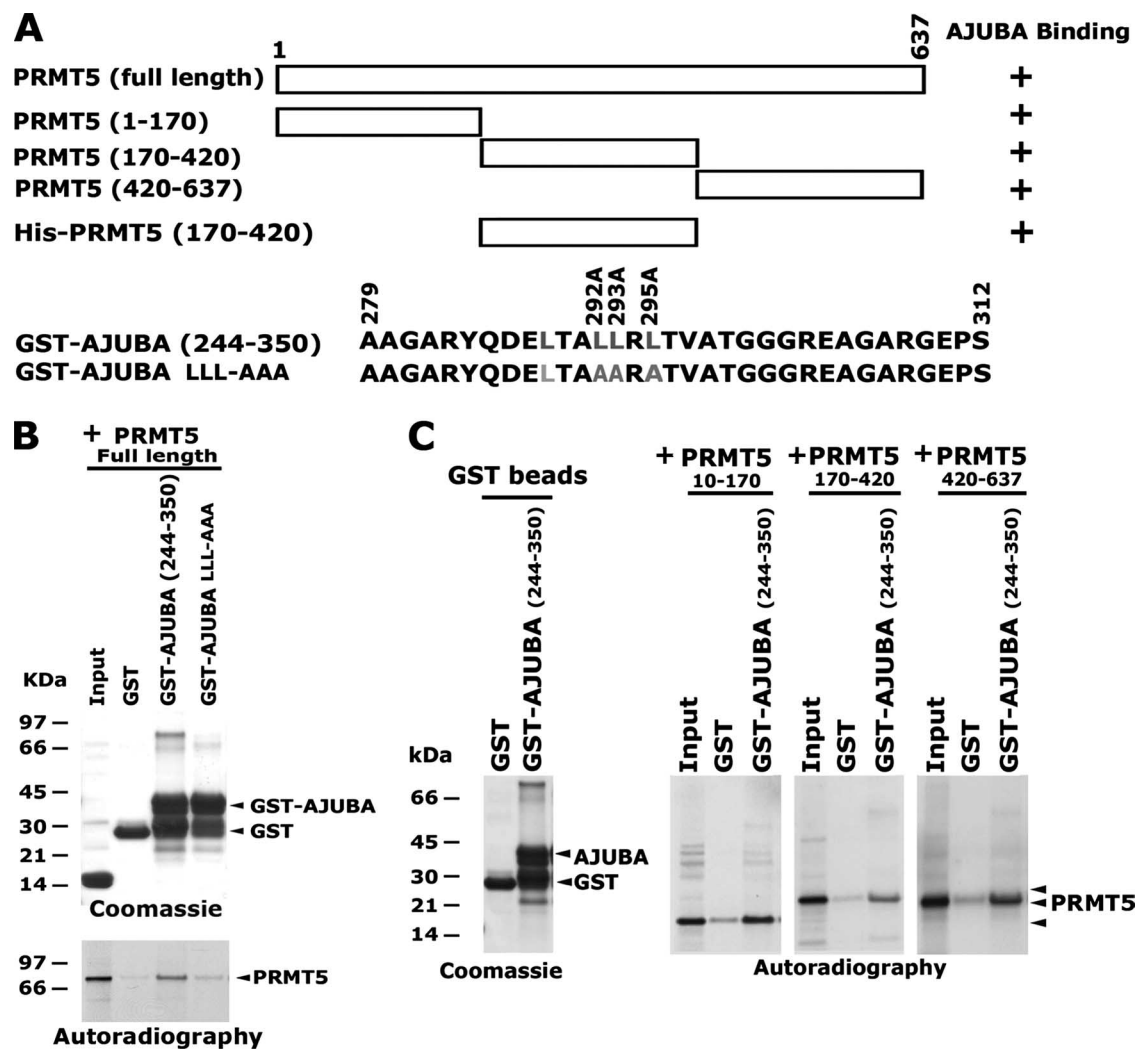 A
1
637
AJUBA Binding
PRMT5 (full length)
+
PRMT5 (1-170)
+
PRMT5 (170-420)
+
PRMT5 (420-637)
+
His-PRMT5 (170-420)
+
279
292A
293A
295A
312
GST-AJUBA (244-350)
AAGARYQDELTALLRLTVATGGGREAGARGEPS
GST-AJUBA LLL-AAA
AAGARYQDELTAAARATVATGGGREAGARGEPS
B
+ PRMT5
Full length
KDa
Input
GST
GST-AJUBA (244-350)
GST-AJUBA LLL-AAA
97
66
45
30
21
14
GST-AJUBA
GST
Coomassie
97
66
PRMT5
Autoradiography
C
GST beads
kDa
GST
GST-AJUBA (244-350)
66
45
30
21
14
AJUBA
GST
Coomassie
+PRMT5
10-170
Input
GST
GST-AJUBA (244-350)
+PRMT5
170-420
Input
GST
GST-AJUBA (244-350)
+PRMT5
420-637
Input
GST
GST-AJUBA (244-350)
PRMT5
Autoradiography